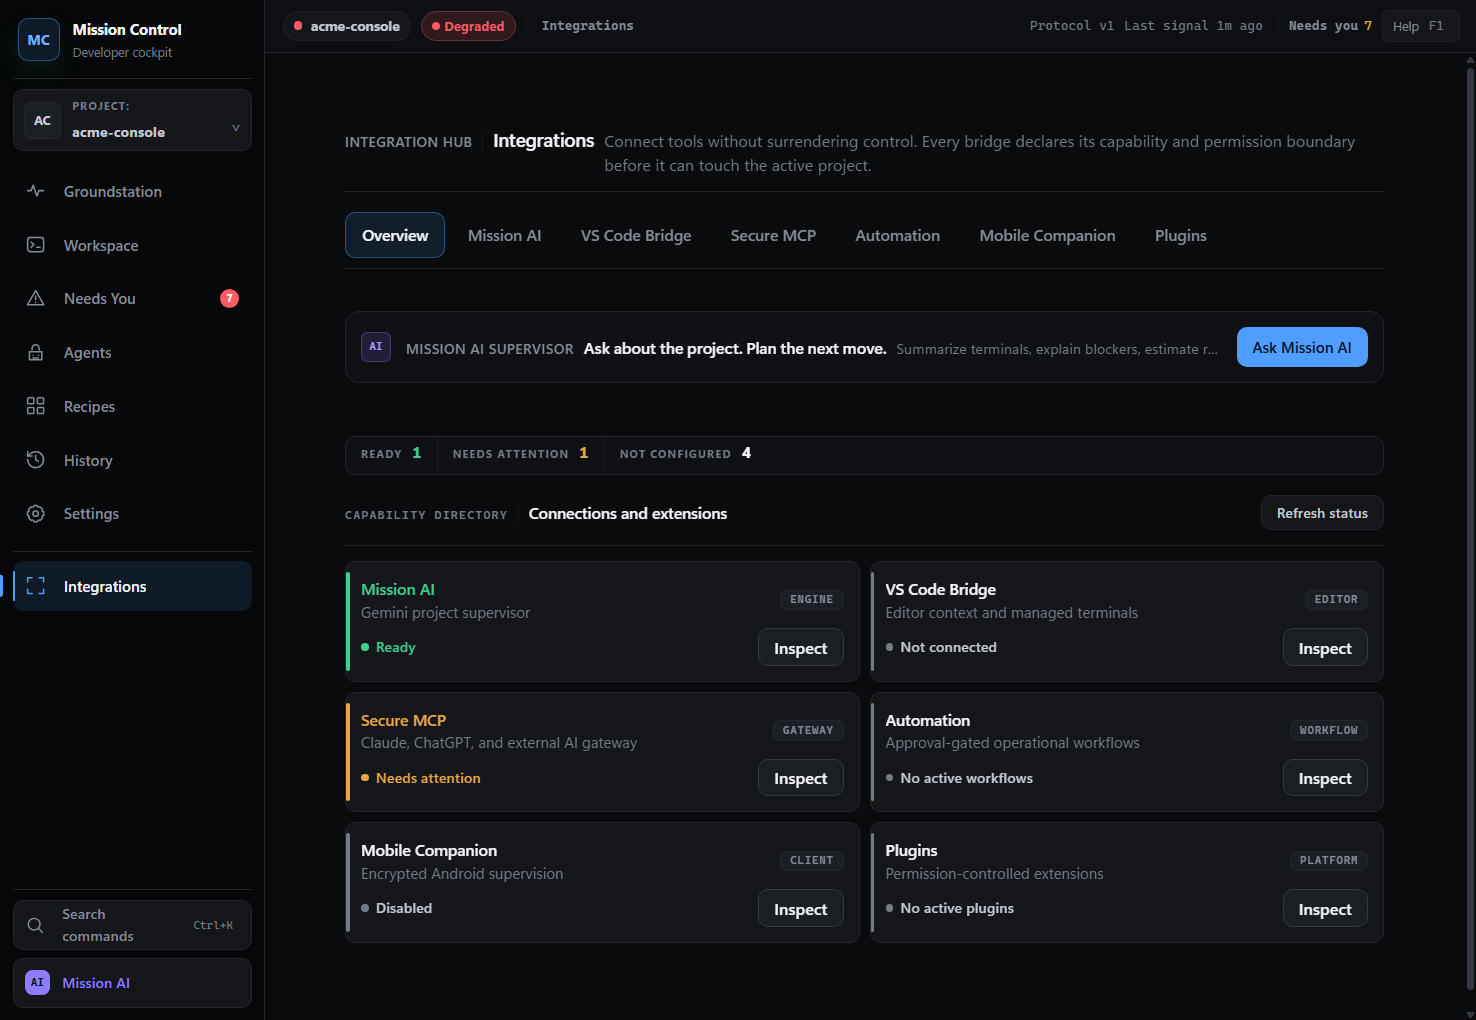 MC
Mission Control
Developer cockpit
AC
PROJECT:
acme-console
Groundstation
Workspace
Needs You
7
Agents
Recipes
History
Settings
Integrations
Search commands
Ctrl+K
AI
Mission AI
acme-console
Degraded
Integrations
Protocol v1 Last signal 1m ago
Needs you 7
Help F1
INTEGRATION HUB
Integrations
Connect tools without surrendering control. Every bridge declares its capability and permission boundary
before it can touch the active project.
Overview
Mission AI
VS Code Bridge
Secure MCP
Automation
Mobile Companion
Plugins
AI
MISSION AI SUPERVISOR
Ask about the project. Plan the next move.
Summarize terminals, explain blockers, estimate r...
Ask Mission AI
READY 1
NEEDS ATTENTION 1
NOT CONFIGURED 4
CAPABILITY DIRECTORY
Connections and extensions
Refresh status
Mission AI
Gemini project supervisor
ENGINE
Ready
Inspect
VS Code Bridge
Editor context and managed terminals
EDITOR
Not connected
Inspect
Secure MCP
Claude, ChatGPT, and external AI gateway
GATEWAY
Needs attention
Inspect
Automation
Approval-gated operational workflows
WORKFLOW
No active workflows
Inspect
Mobile Companion
Encrypted Android supervision
CLIENT
Disabled
Inspect
Plugins
Permission-controlled extensions
PLATFORM
No active plugins
Inspect